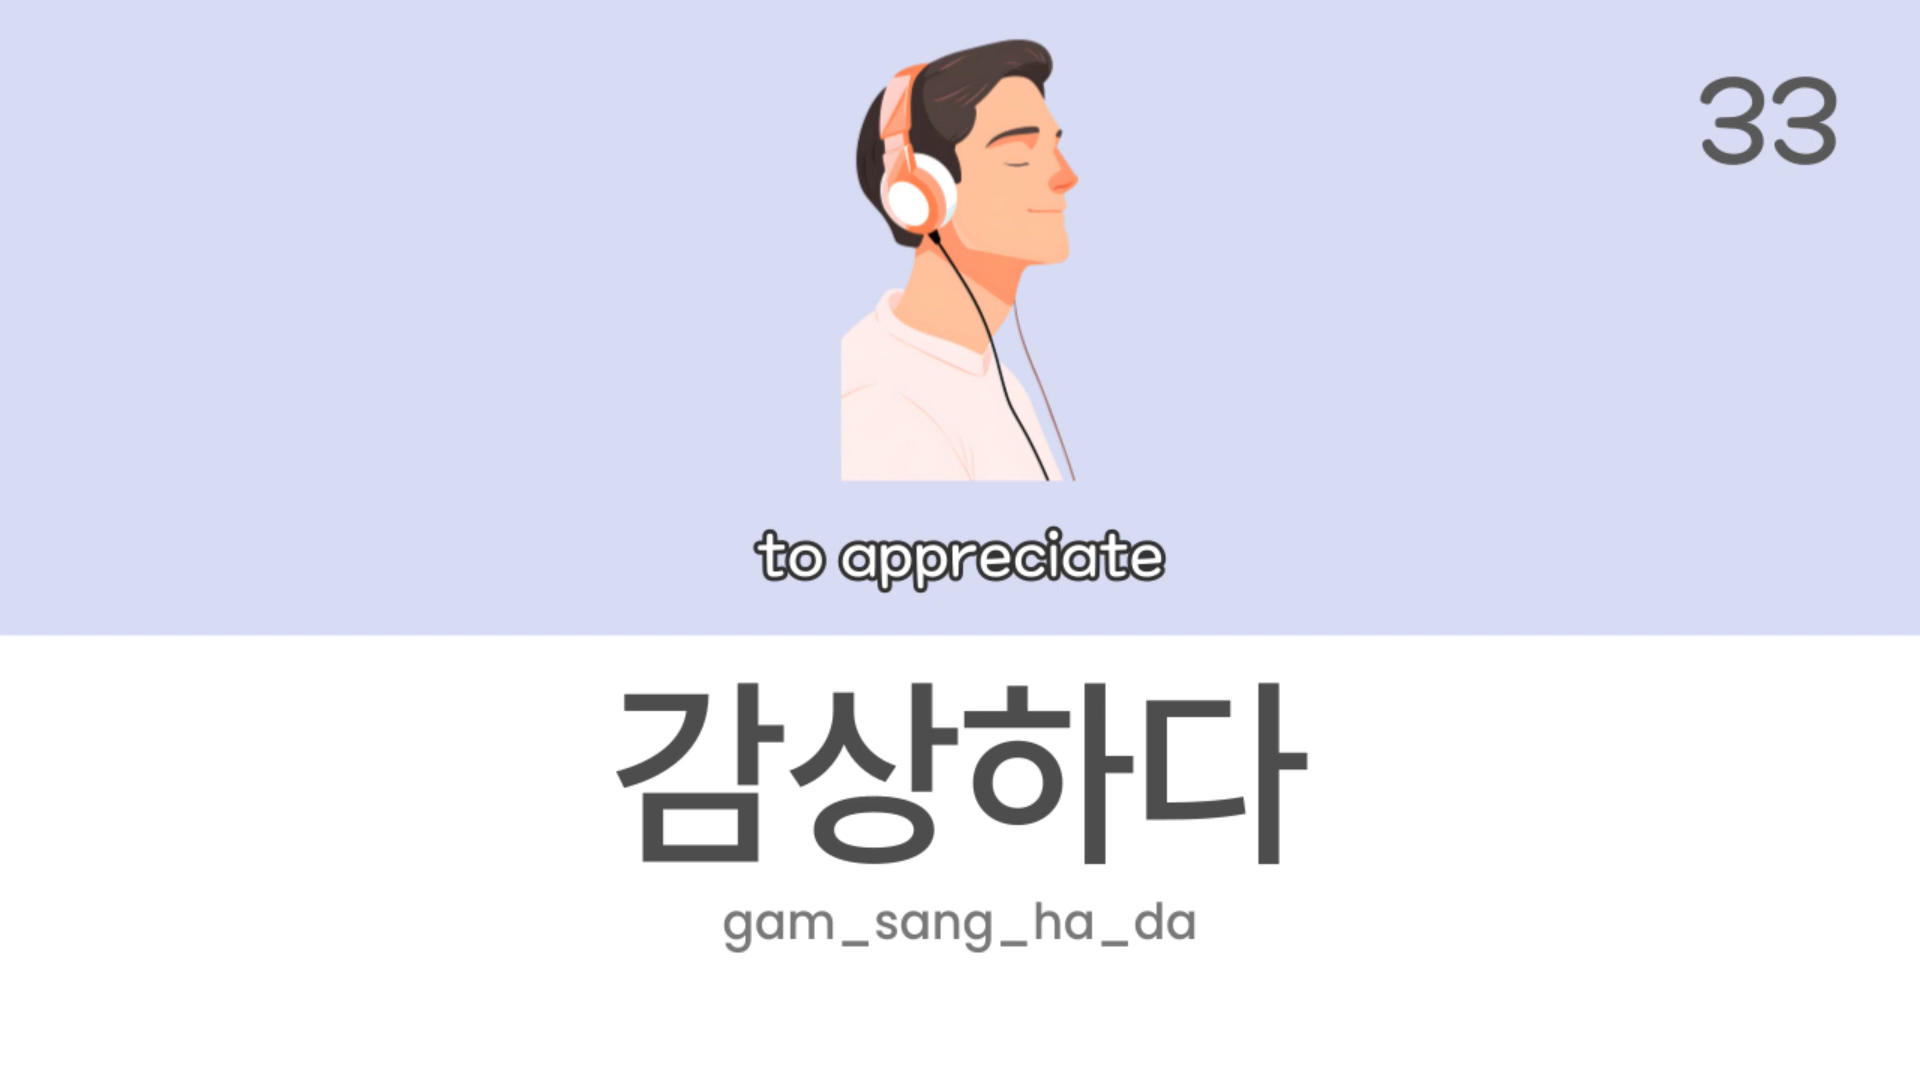 33
to appreciate
감상하다
gam_sang_ha_da